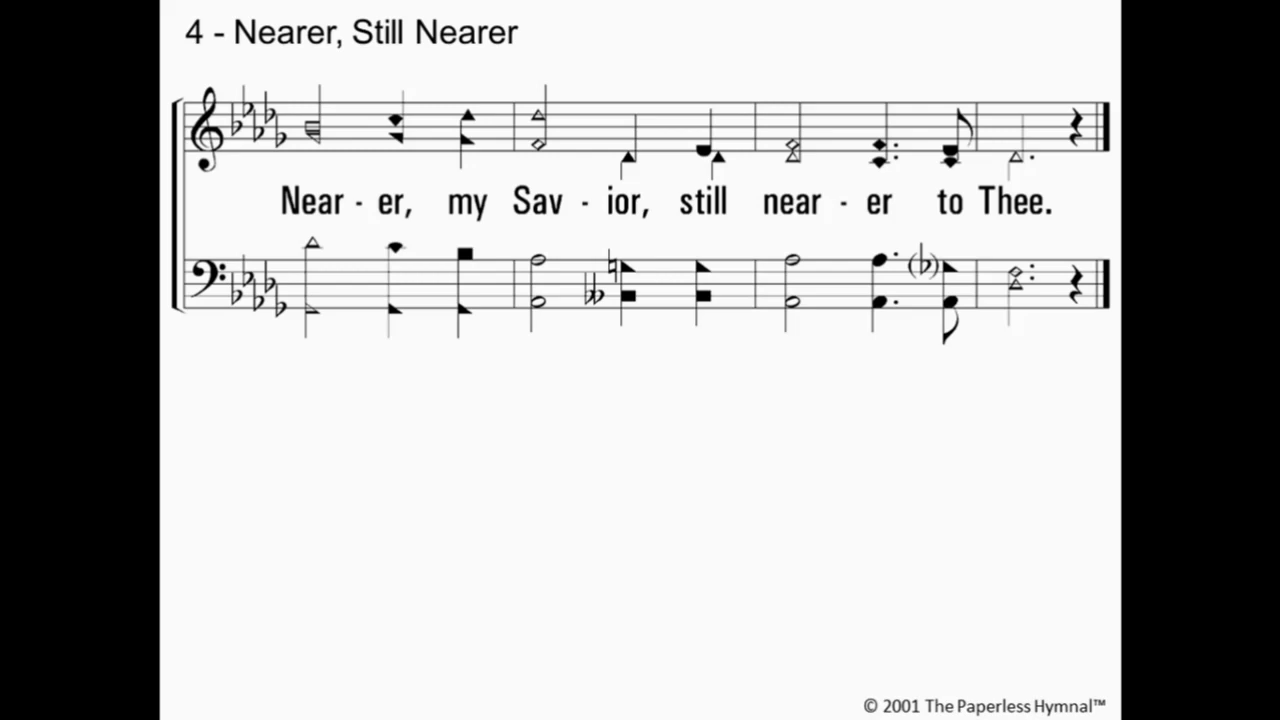 4 - Nearer, Still Nearer
Near - er, my Sav - ior, still near - er to Thee.
© 2001 The Paperless Hymnal™